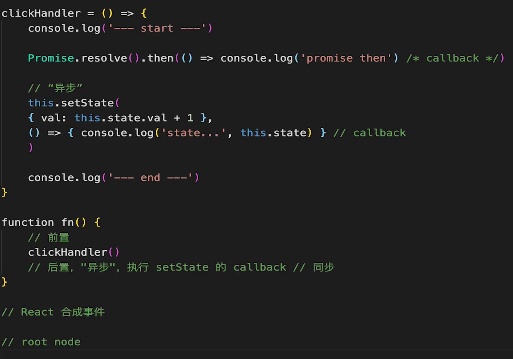 clickHandler = () => {
console.log('--- start ---')
Promise.resolve().then(() => console.log('promise then') /* callback */)
// “异步”
this.setState(
{ val: this.state.val + 1 },
() => { console.log('state...', this.state) } // callback
)
console.log('--- end ---')
}
function fn() {
// 前置
clickHandler()
// 后置，"异步"，执行 setState 的 callback // 同步
}
// React 合成事件
// root node